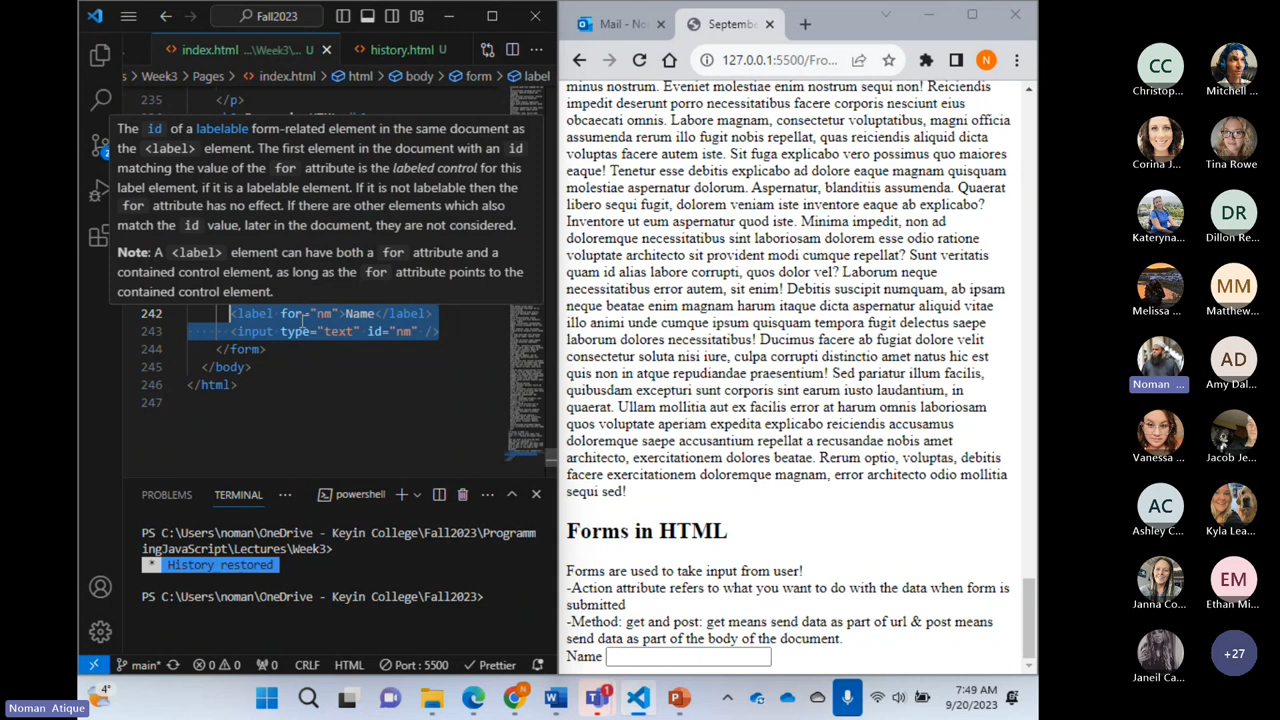 Fall2023
index.html ...\Week3\... U
history.html U
s > Week3 > Pages > index.html > html > body > form > label
235 </p>
The id of a labelable form-related element in the same document as
the <label> element. The first element in the document with an id
matching the value of the for attribute is the labeled control for this
label element, if it is a labelable element. If it is not labelable then the
for attribute has no effect. If there are other elements which also
match the id value, later in the document, they are not considered.
Note: A <label> element can have both a for attribute and a
contained control element, as long as the for attribute points to the
contained control element.
242 <label for="nm">Name</label>
243 <input type="text" id="nm" />
244 </form>
245 </body>
246 </html>
247
PROBLEMS TERMINAL ... powershell
PS C:\Users\noman\OneDrive - Keyin College\Fall2023\Programm
ingJavaScript\Lectures\Week3>
* History restored
PS C:\Users\noman\OneDrive - Keyin College\Fall2023>
main* 0 0 0 CRLF HTML Port : 5500 Prettier
Mail - No
Septembe
127.0.0.1:5500/Fro...
N
minus nostrum. Eveniet molestiae enim nostrum sequi non! Reiciendis
impedit deserunt porro necessitatibus facere corporis nesciunt eius
obcaecati omnis. Labore magnam, consectetur voluptatibus, magni officia
assumenda rerum illo fugit nobis repellat, quas reiciendis aliquid dicta
voluptas facere autem iste. Sit fuga explicabo vero possimus quo maiores
eaque! Tenetur esse debitis explicabo ad dolore eaque magnam quisquam
molestiae aspernatur dolorum. Aspernatur, blanditiis assumenda. Quaerat
libero sequi fugit, dolorem veniam iste inventore eaque ab explicabo?
Inventore ut eum aspernatur quod iste. Minima impedit, non ad
doloremque necessitatibus sint laboriosam dolorem esse odio ratione
voluptate architecto sit provident modi cumque repellat? Sunt veritatis
quam id alias labore corrupti, quos dolor vel? Laborum neque
necessitatibus error autem, sit enim! Debitis suscipit numquam, ab ipsam
neque beatae enim magnam harum itaque dicta aspernatur aliquid vitae
illo animi unde cumque ipsum quisquam tempora fugit delectus saepe
laborum dolores necessitatibus! Ducimus facere ab fugiat dolore velit
consectetur soluta nisi iure, culpa corrupti distinctio amet natus hic est
quis non in atque repudiandae praesentium! Sed pariatur illum facilis,
quibusdam excepturi sunt corporis sint earum iusto laudantium, in
quaerat. Ullam mollitia aut ex facilis error at harum omnis laboriosam
quos voluptate aperiam expedita explicabo reiciendis accusamus
doloremque saepe accusantium repellat a recusandae nobis amet
architecto, exercitationem dolores beatae. Rerum optio, voluptas, debitis
facere exercitationem doloremque magnam, error architecto odio mollitia
sequi sed!
Forms in HTML
Forms are used to take input from user!
-Action attribute refers to what you want to do with the data when form is
submitted
-Method: get and post: get means send data as part of url & post means
send data as part of the body of the document.
Name
CC
Christop...
Mitchell ...
Corina J...
Tina Rowe
Kateryna...
DR
Dillon Re...
Melissa ...
MM
Matthew...
Noman ...
AD
Amy Dal...
Vanessa ...
Jacob Je...
AC
Ashley C...
Kyla Lea...
Janna Co...
EM
Ethan Mi...
Janeil Ca...
+27
4°
7:49 AM
9/20/2023
Noman Atique